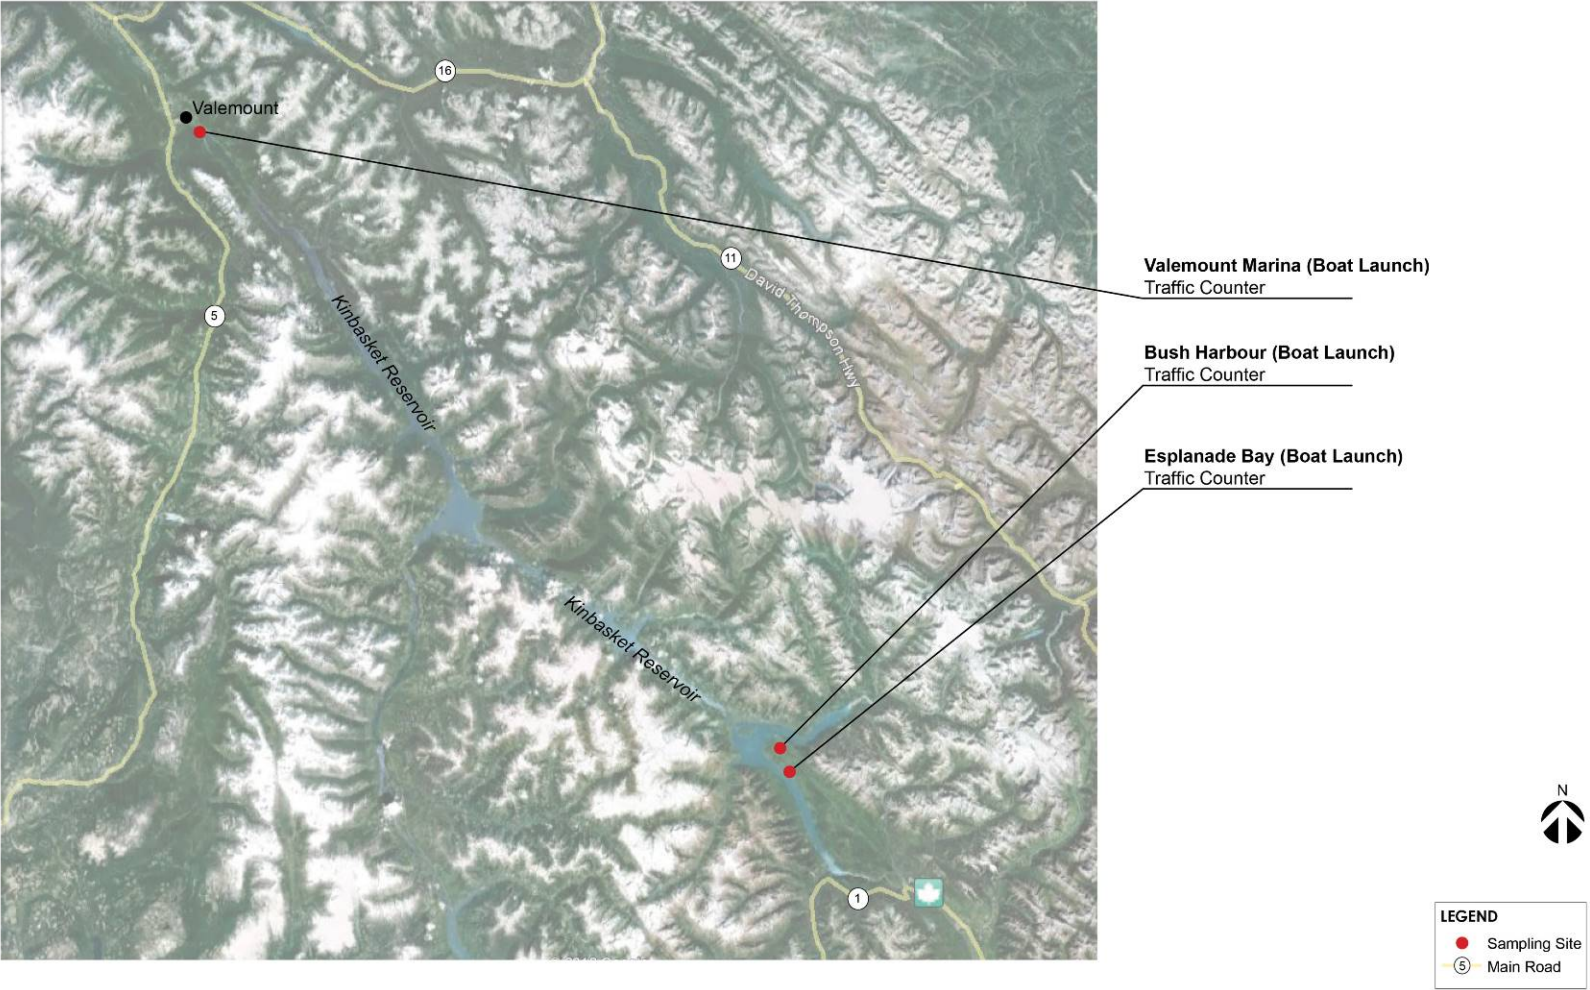 16
Valemount
11
David Thompson Hwy
Valemount Marina (Boat Launch)
Traffic Counter
5
Kinbasket Reservoir
Bush Harbour (Boat Launch)
Traffic Counter
Esplanade Bay (Boat Launch)
Traffic Counter
Kinbasket Reservoir
N
1
LEGEND
Sampling Site
5 Main Road